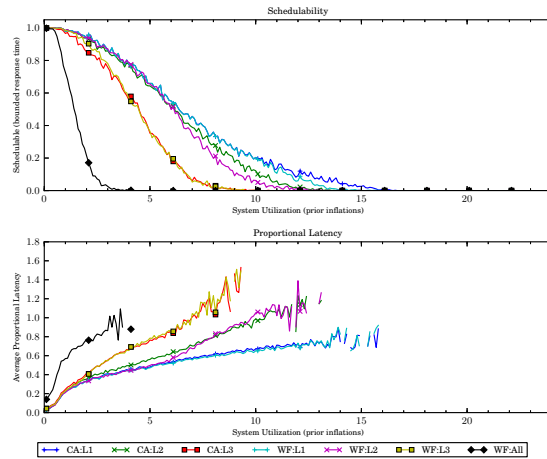 Schedulability
Schedulable (bounded response time)
1.0
0.8
0.6
0.4
0.2
0.0
0 5 10 15 20
System Utilization (prior inflations)
Proportional Latency
Average Proportional Latency
1.8
1.6
1.4
1.2
1.0
0.8
0.6
0.4
0.2
0.0
0 5 10 15 20
System Utilization (prior inflations)
CA:L1 CA:L2 CA:L3 WF:L1 WF:L2 WF:L3 WF:All